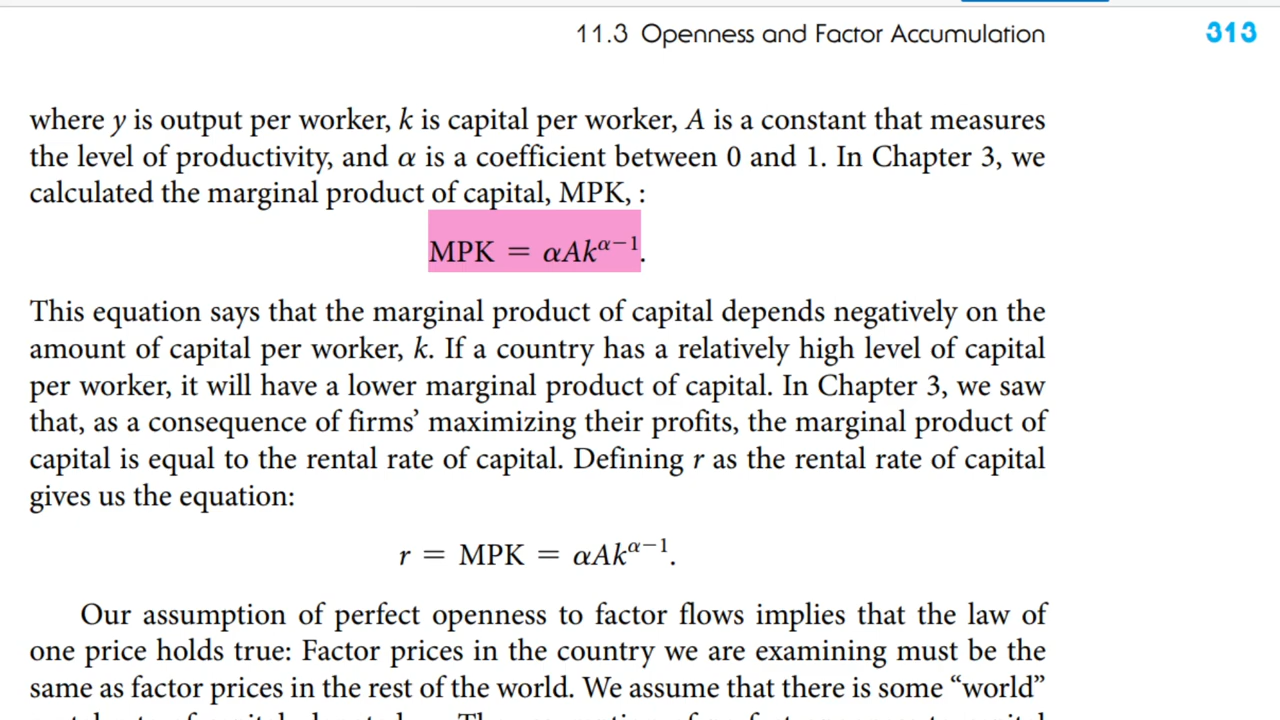 11.3 Openness and Factor Accumulation 313
where y is output per worker, k is capital per worker, A is a constant that measures
the level of productivity, and α is a coefficient between 0 and 1. In Chapter 3, we
calculated the marginal product of capital, MPK, :
MPK = αAk^{α−1}.
This equation says that the marginal product of capital depends negatively on the
amount of capital per worker, k. If a country has a relatively high level of capital
per worker, it will have a lower marginal product of capital. In Chapter 3, we saw
that, as a consequence of firms’ maximizing their profits, the marginal product of
capital is equal to the rental rate of capital. Defining r as the rental rate of capital
gives us the equation:
r = MPK = αAk^{α−1}.
Our assumption of perfect openness to factor flows implies that the law of
one price holds true: Factor prices in the country we are examining must be the
same as factor prices in the rest of the world. We assume that there is some “world”